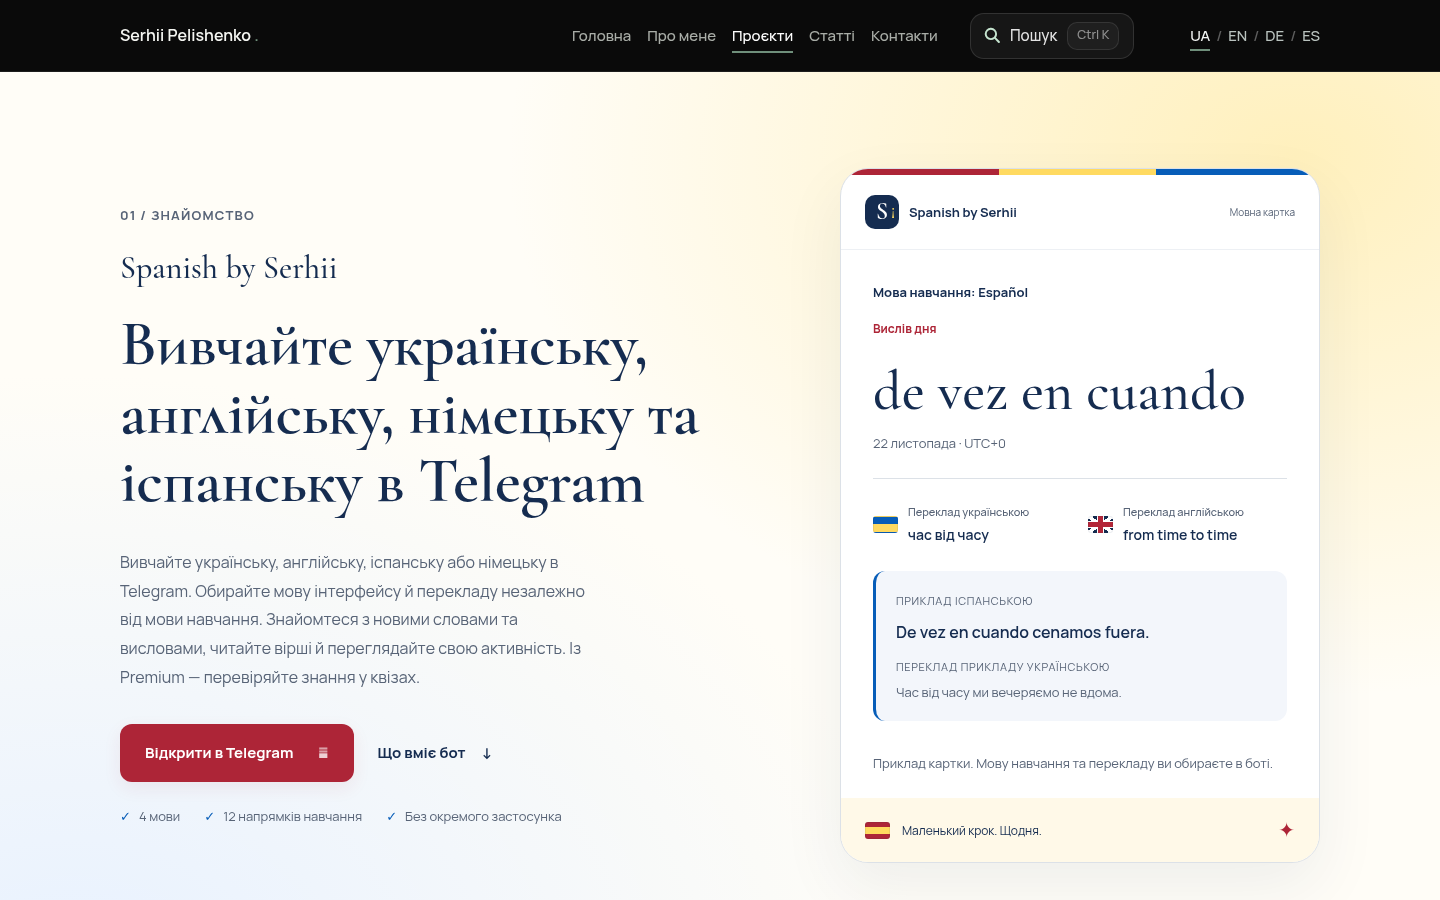 Serhii Pelishenko .
Головна Про мене Проєкти Статті Контакти
Пошук Ctrl K
UA / EN / DE / ES
01 / ЗНАЙОМСТВО
Spanish by Serhii
Вивчайте українську,
англійську, німецьку та
іспанську в Telegram
Вивчайте українську, англійську, іспанську або німецьку в
Telegram. Обирайте мову інтерфейсу й перекладу незалежно
від мови навчання. Знайомтеся з новими словами та
висловами, читайте вірші й переглядайте свою активність. Із
Premium — перевіряйте знання у квізах.
Відкрити в Telegram
Що вміє бот ↓
✓ 4 мови ✓ 12 напрямків навчання ✓ Без окремого застосунка
S¡ Spanish by Serhii
Мовна картка
Мова навчання: Español
Вислів дня
de vez en cuando
22 листопада · UTC+0
Переклад українською
час від часу
Переклад англійською
from time to time
ПРИКЛАД ІСПАНСЬКОЮ
De vez en cuando cenamos fuera.
ПЕРЕКЛАД ПРИКЛАДУ УКРАЇНСЬКОЮ
Час від часу ми вечеряємо не вдома.
Приклад картки. Мову навчання та перекладу ви обираєте в боті.
Маленький крок. Щодня.